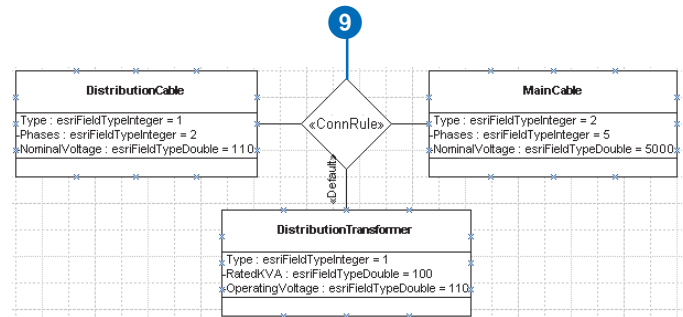 9
DistributionCable
-Type : esriFieldTypeInteger = 1
-Phases : esriFieldTypeInteger = 2
-NominalVoltage : esriFieldTypeDouble = 110
«ConnRule»
MainCable
-Type : esriFieldTypeInteger = 2
-Phases : esriFieldTypeInteger = 5
-NominalVoltage : esriFieldTypeDouble = 5000
«Default»
DistributionTransformer
-Type : esriFieldTypeInteger = 1
-RatedKVA : esriFieldTypeDouble = 100
-OperatingVoltage : esriFieldTypeDouble = 110